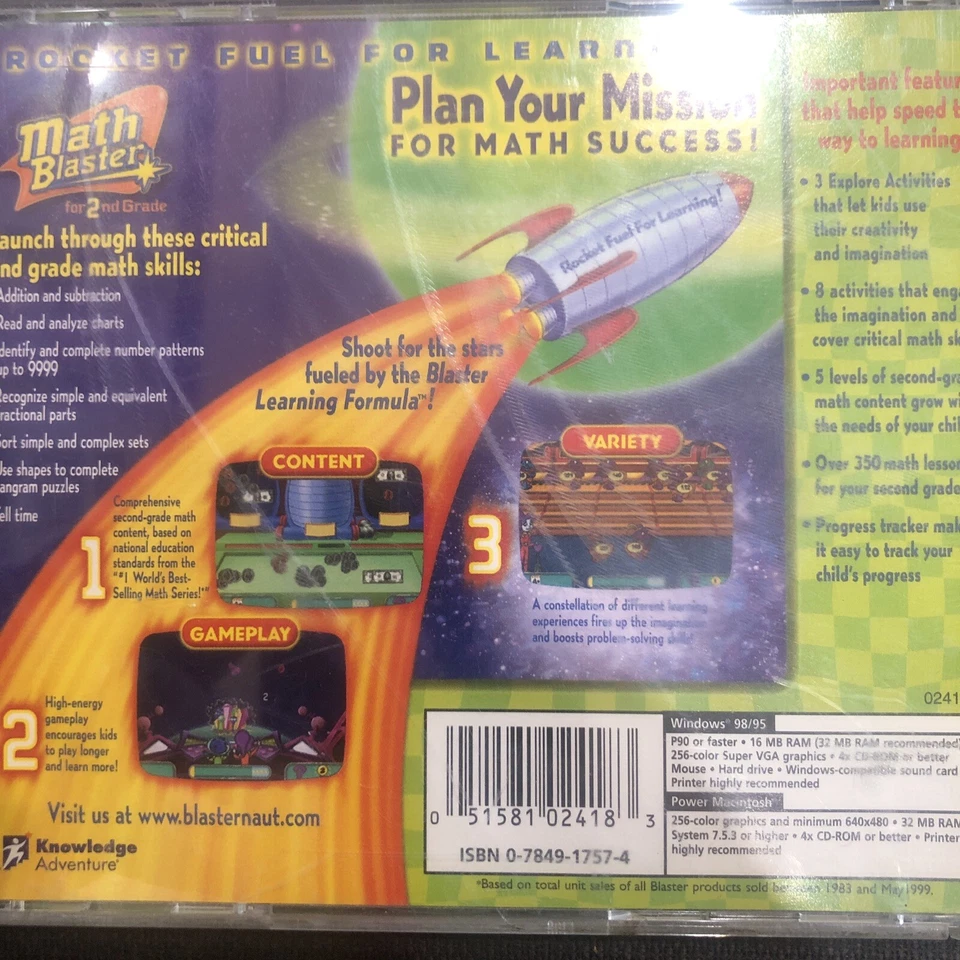 ROCKET FUEL FOR LEARN
Math
Blaster
for 2nd Grade
Plan Your Mission
FOR MATH SUCCESS!
Rocket Fuel For Learning!
aunch through these critical
nd grade math skills:
Addition and subtraction
Read and analyze charts
dentify and complete number patterns
up to 9999
Recognize simple and equivalent
ractional parts
Sort simple and complex sets
Use shapes to complete
angram puzzles
ell time
Shoot for the stars
fueled by the Blaster
Learning Formula™!
CONTENT
1
Comprehensive
second-grade math
content, based on
national education
standards from the
"#1 World's Best-
Selling Math Series!*"
GAMEPLAY
2
High-energy
gameplay
encourages kids
to play longer
and learn more!
VARIETY
3
A constellation of different learning
experiences fires up the imagination
and boosts problem-solving skills!
Important featur
that help speed t
way to learning
• 3 Explore Activities
that let kids use
their creativity
and imagination
• 8 activities that enga
the imagination and
cover critical math sk
• 5 levels of second-gra
math content grow wi
the needs of your chil
• Over 350 math lesson
for your second grade
• Progress tracker mak
it easy to track your
child's progress
Visit us at www.blasternaut.com
Knowledge
Adventure®
0241
0 51581 02418 3
ISBN 0-7849-1757-4
Windows® 98/95
P90 or faster • 16 MB RAM (32 MB RAM recommended)
256-color Super VGA graphics • 4x CD-ROM or better
Mouse • Hard drive • Windows-compatible sound card
Printer highly recommended
Power Macintosh™
256-color graphics and minimum 640x480 • 32 MB RAM
System 7.5.3 or higher • 4x CD-ROM or better • Printer
highly recommended
*Based on total unit sales of all Blaster products sold between 1983 and May 1999.